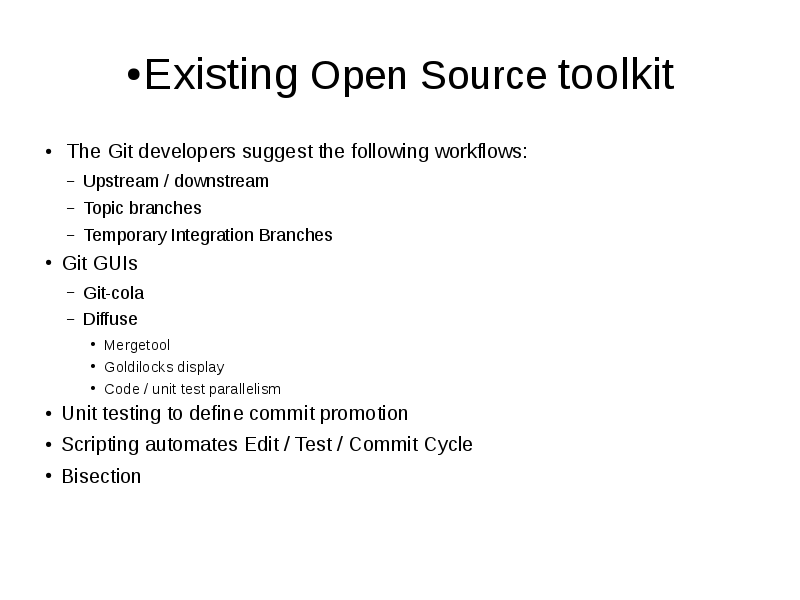 •Existing Open Source toolkit
• The Git developers suggest the following workflows:
– Upstream / downstream
– Topic branches
– Temporary Integration Branches
• Git GUIs
– Git-cola
– Diffuse
• Mergetool
• Goldilocks display
• Code / unit test parallelism
• Unit testing to define commit promotion
• Scripting automates Edit / Test / Commit Cycle
• Bisection